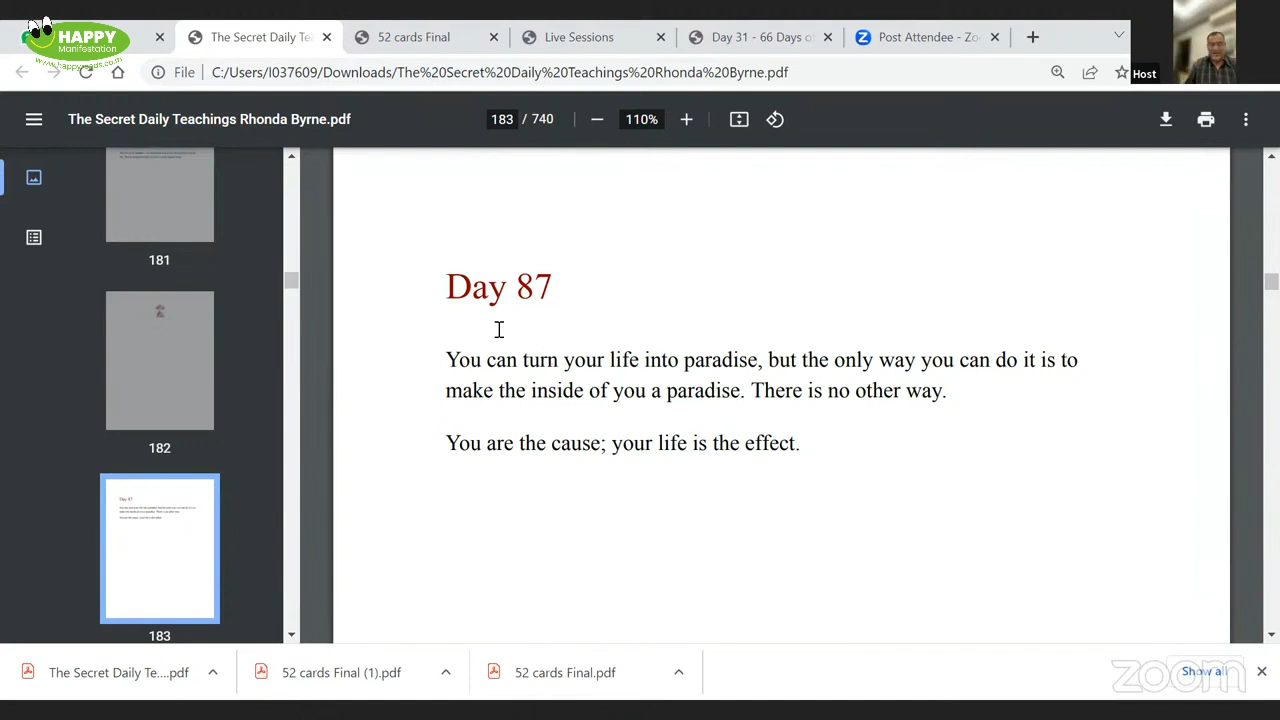 HAPPY
Manifestation
www.happyreads.co.in
The Secret Daily Te
52 cards Final
Live Sessions
Day 31 - 66 Days of
Post Attendee - Zo
File
C:/Users/I037609/Downloads/The%20Secret%20Daily%20Teachings%20Rhonda%20Byrne.pdf
Host
The Secret Daily Teachings Rhonda Byrne.pdf
183 / 740
110%
181
182
183
Day 87
You can turn your life into paradise, but the only way you can do it is to
make the inside of you a paradise. There is no other way.
You are the cause; your life is the effect.
The Secret Daily Te....pdf
52 cards Final (1).pdf
52 cards Final.pdf
Show all
zoom